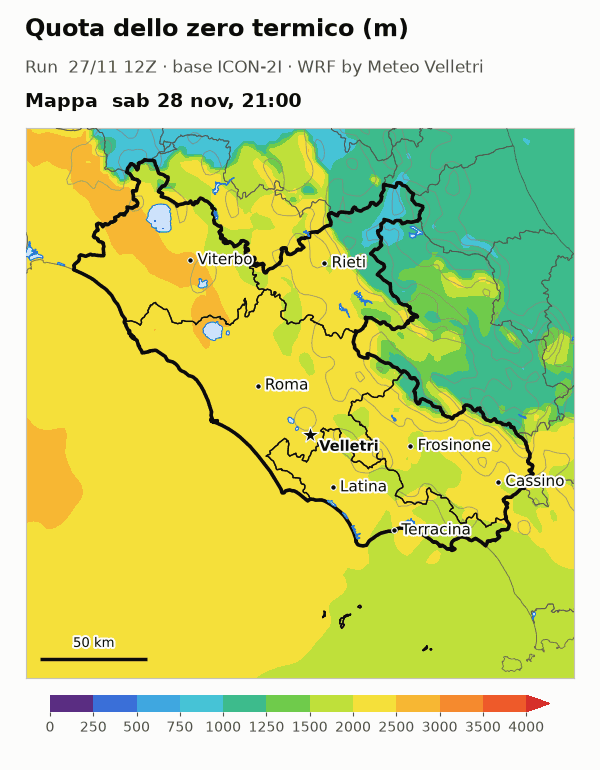 Quota dello zero termico (m)
Run  27/11 12Z · base ICON-2I · WRF by Meteo Velletri
Mappa  sab 28 nov, 21:00
Viterbo
Rieti
Roma
Velletri
Frosinone
Latina
Cassino
Terracina
50 km
0 250 500 750 1000 1250 1500 2000 2500 3000 3500 4000